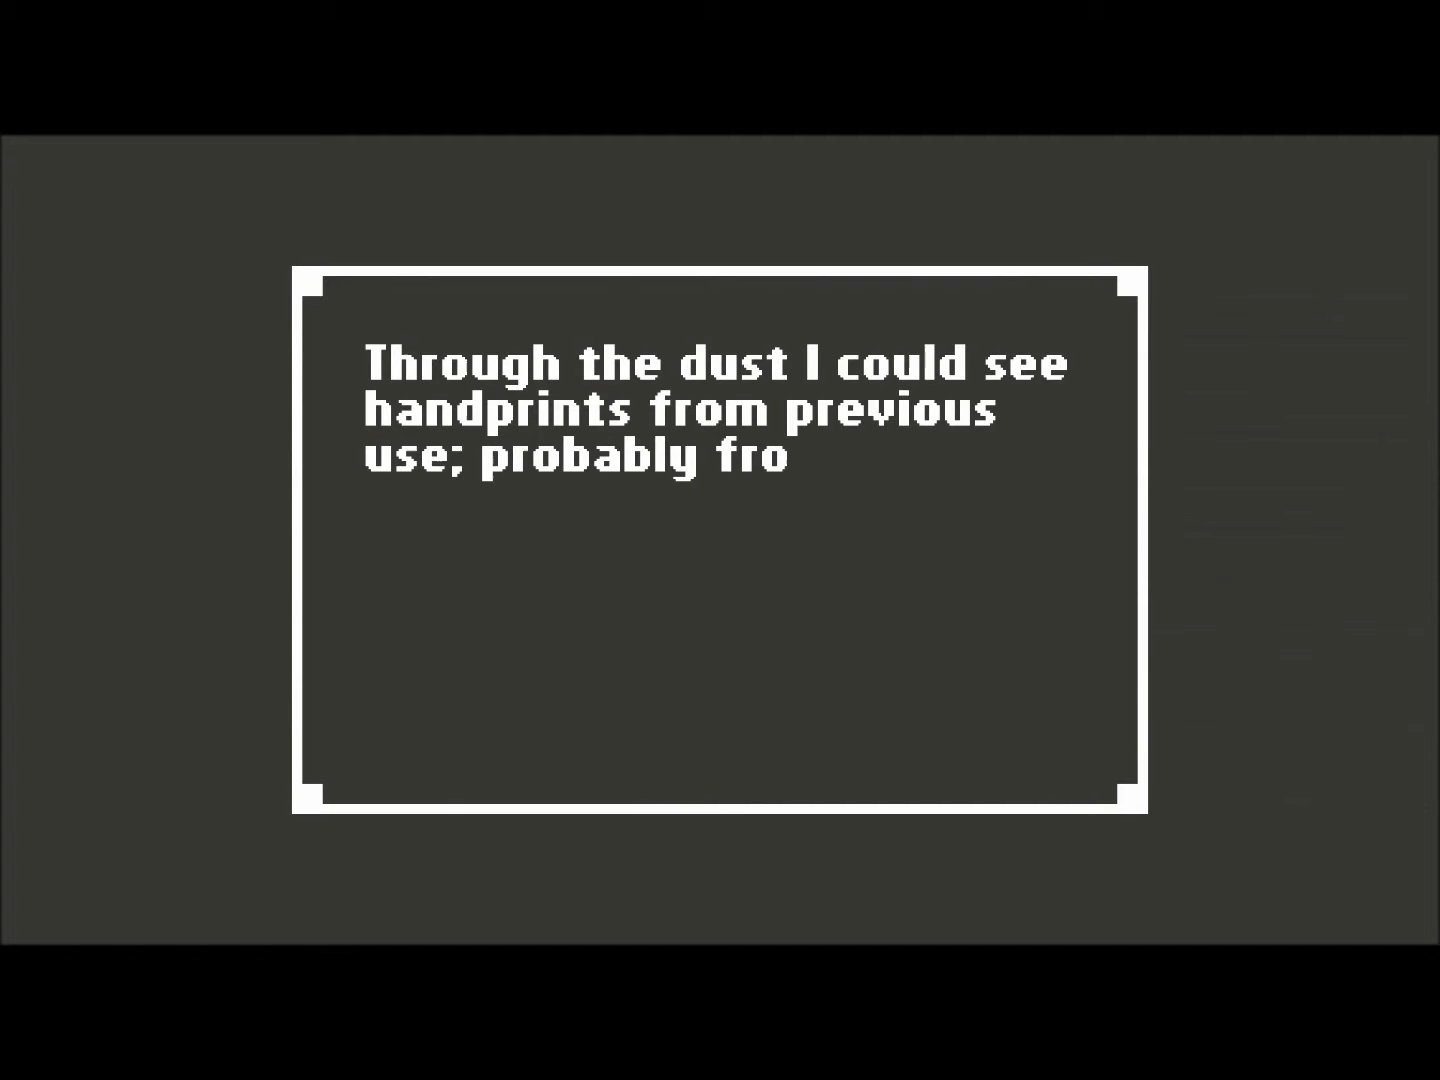 Through the dust I could see
handprints from previous
use; probably fro